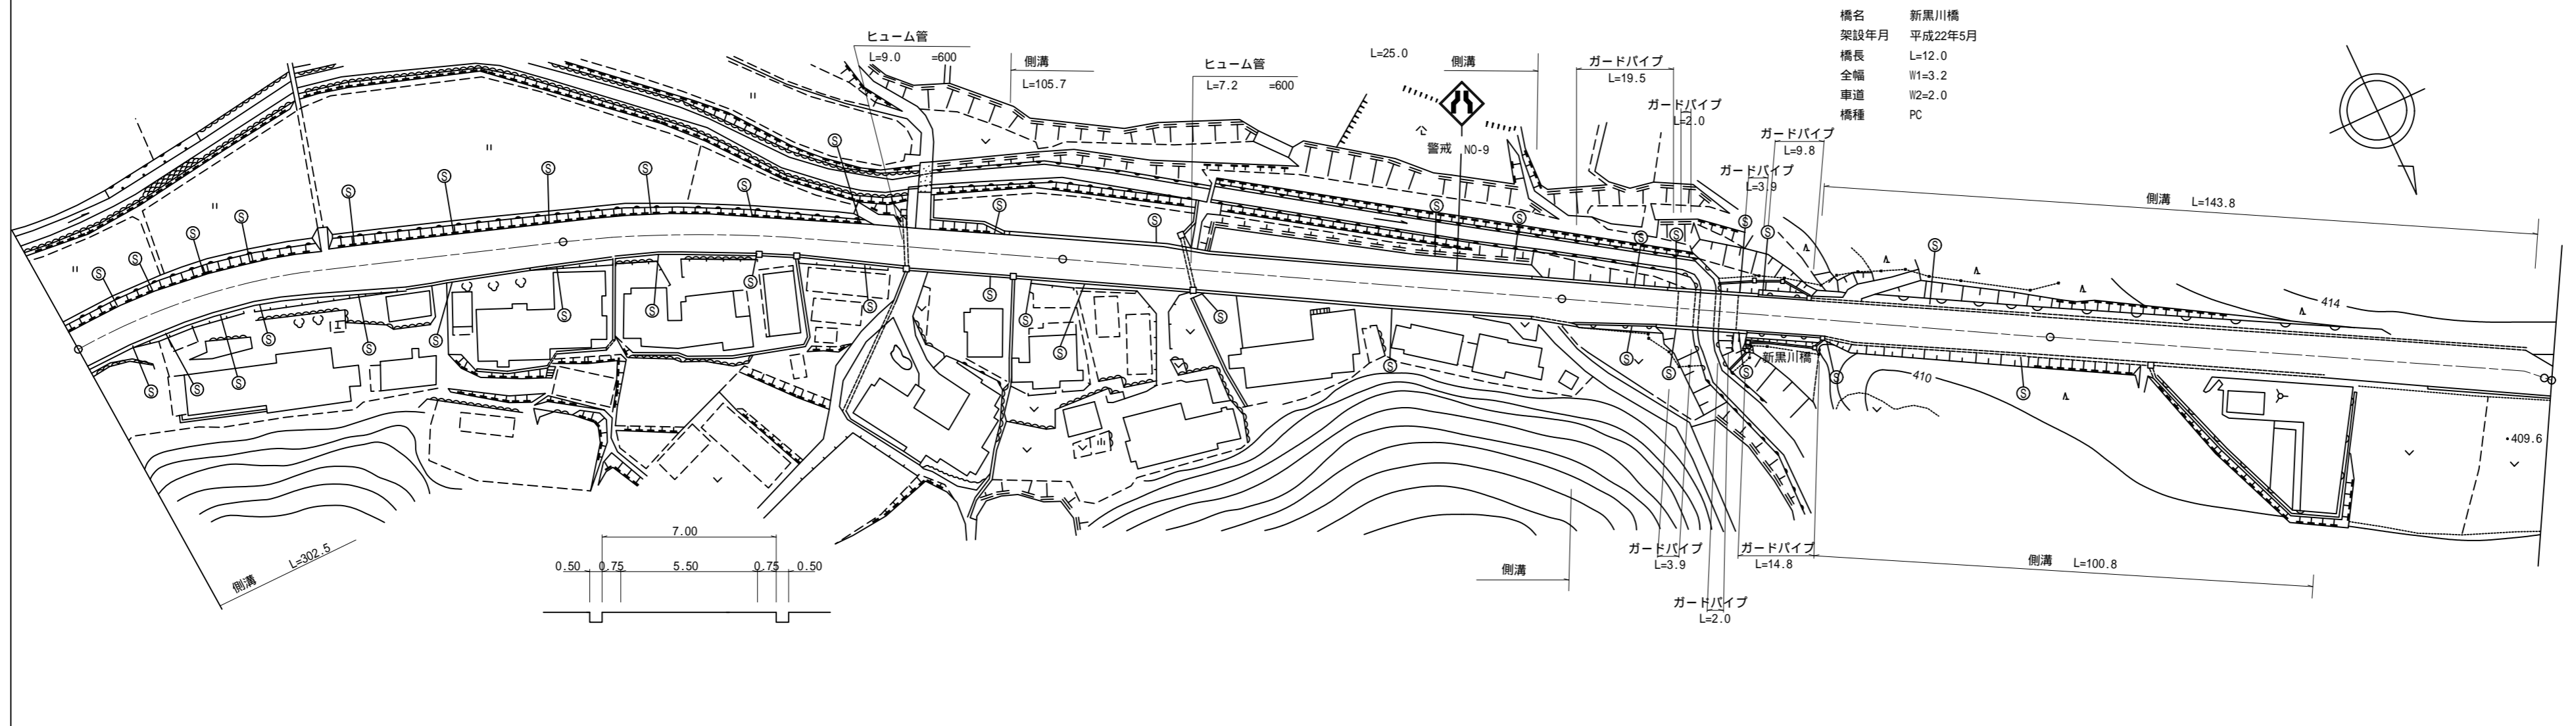 橋名 新黒川橋
架設年月 平成22年5月
橋長 L=12.0
全幅 W1=3.2
車道 W2=2.0
橋種 PC
ヒューム管
L=9.0 =600
側溝
L=105.7
ヒューム管
L=7.2 =600
L=25.0
側溝
警戒 NO-9
ガードパイプ
L=19.5
ガードパイプ
L=2.0
ガードパイプ
L=9.8
ガードパイプ
L=3.9
側溝 L=143.8
414
新黒川橋
410
409.6
側溝 L=302.5
7.00
0.50 0.75 5.50 0.75 0.50
側溝
ガードパイプ
L=3.9
ガードパイプ
L=14.8
ガードパイプ
L=2.0
側溝 L=100.8